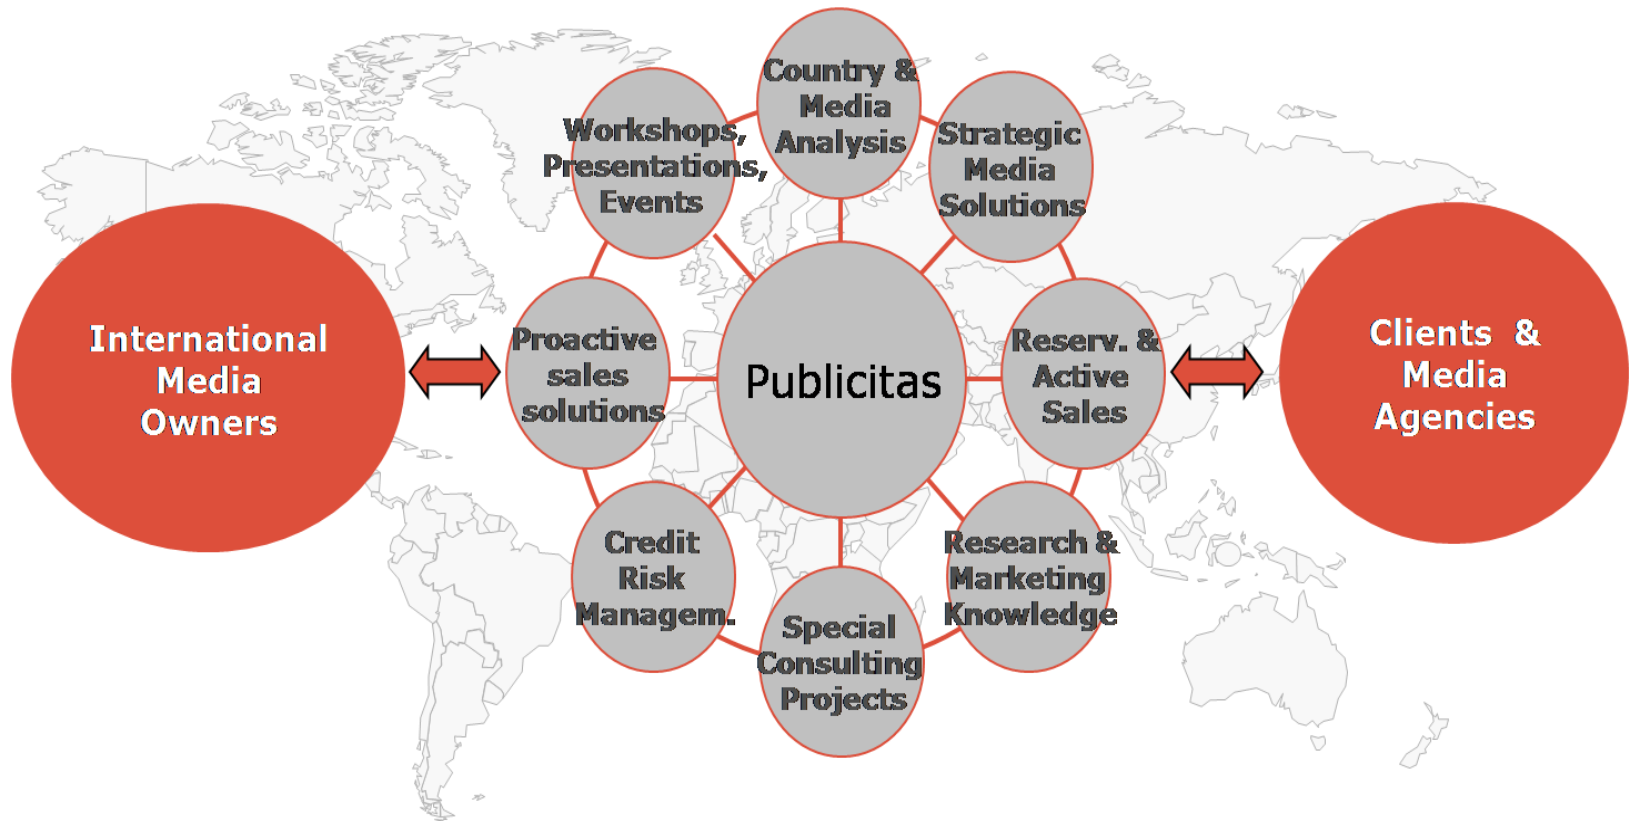 Country &
Media
Analysis
Workshops,
Presentations,
Events
Strategic
Media
Solutions
International
Media
Owners
Proactive
sales
solutions
Publicitas
Reserv. &
Active
Sales
Clients &
Media
Agencies
Credit
Risk
Managem.
Research &
Marketing
Knowledge
Special
Consulting
Projects